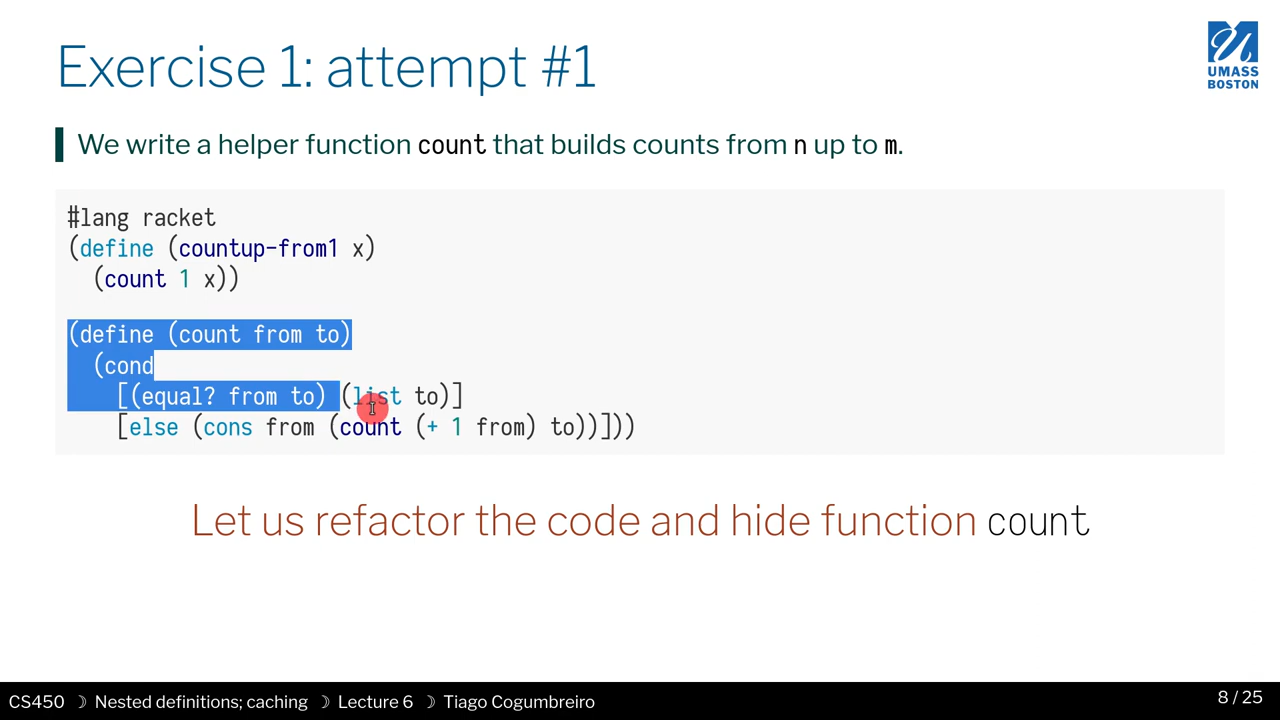 Exercise 1: attempt #1
UMASS
BOSTON
We write a helper function count that builds counts from n up to m.
#lang racket
(define (countup-from1 x)
  (count 1 x))
(define (count from to)
  (cond
    [(equal? from to) (list to)]
    [else (cons from (count (+ 1 from) to))]))
Let us refactor the code and hide function count
CS450 ☽ Nested definitions; caching ☽ Lecture 6 ☽ Tiago Cogumbreiro
8 / 25